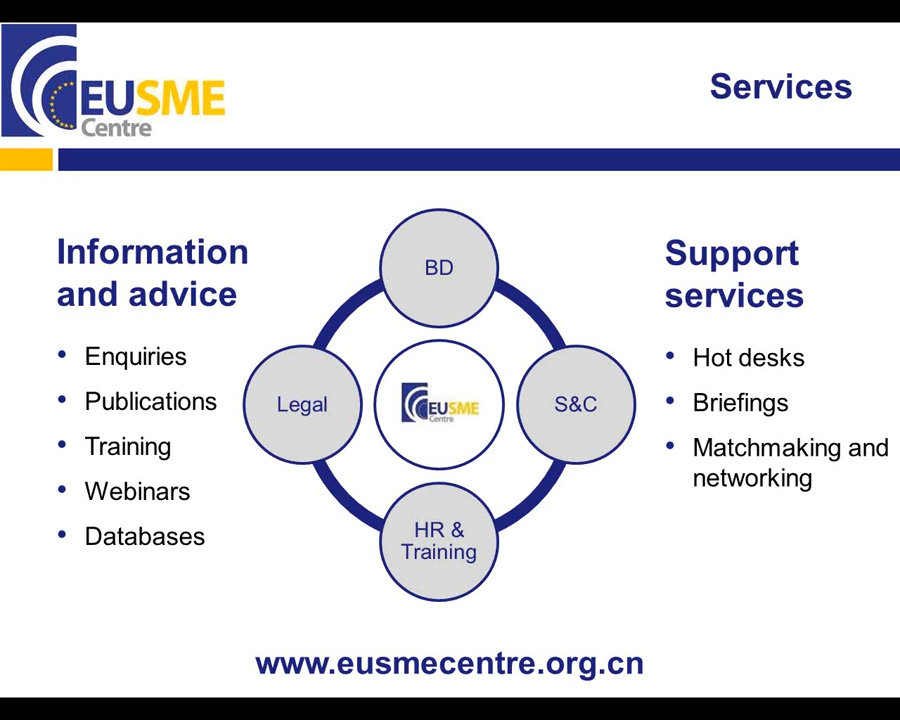 EUSME
Centre
Services
Information
and advice
• Enquiries
• Publications
• Training
• Webinars
• Databases
BD
Legal
EUSME
Centre
S&C
HR &
Training
Support
services
• Hot desks
• Briefings
• Matchmaking and
networking
www.eusmecentre.org.cn